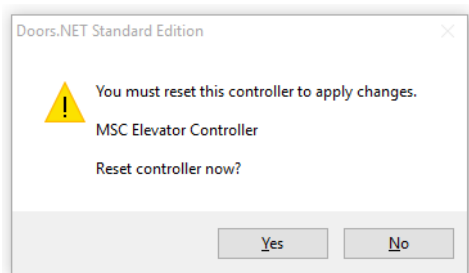 Doors.NET Standard Edition
You must reset this controller to apply changes.
MSC Elevator Controller
Reset controller now?
Yes
No